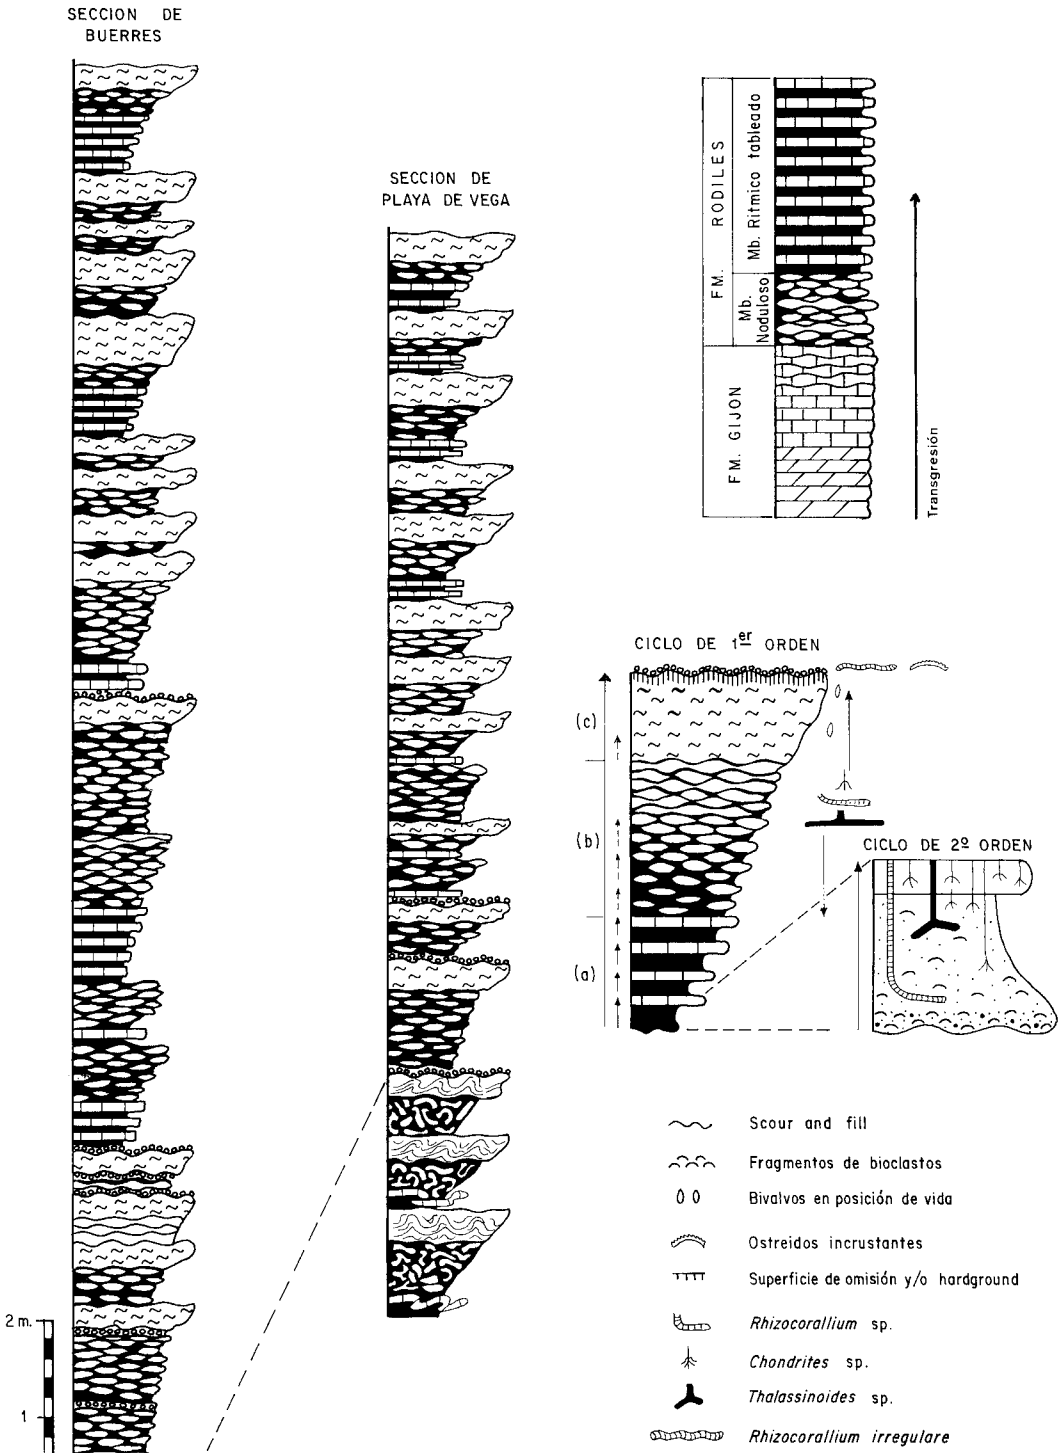 SECCION DE
BUERRES
SECCION DE
PLAYA DE VEGA
FM. RODILES
Mb. Ritmico tableado
Mb.
Noduloso
FM. GIJON
Transgresión
CICLO DE 1er ORDEN
(c)
(b)
(a)
CICLO DE 2º ORDEN
Scour and fill
Fragmentos de bioclastos
Bivalvos en posición de vida
Ostreidos incrustantes
Superficie de omisión y/o hardground
Rhizocorallium sp.
Chondrites sp.
Thalassinoides sp.
Rhizocorallium irregulare
2 m.
1